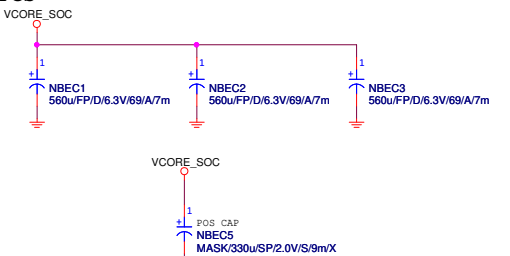 VCORE_SOC
1 1 1
+ + +
NBEC1 NBEC2 NBEC3
560u/FP/D/6.3V/69/A/7m 560u/FP/D/6.3V/69/A/7m 560u/FP/D/6.3V/69/A/7m
VCORE_SOC
1
+ POS CAP
NBEC5
MASK/330u/SP/2.0V/S/9m/X